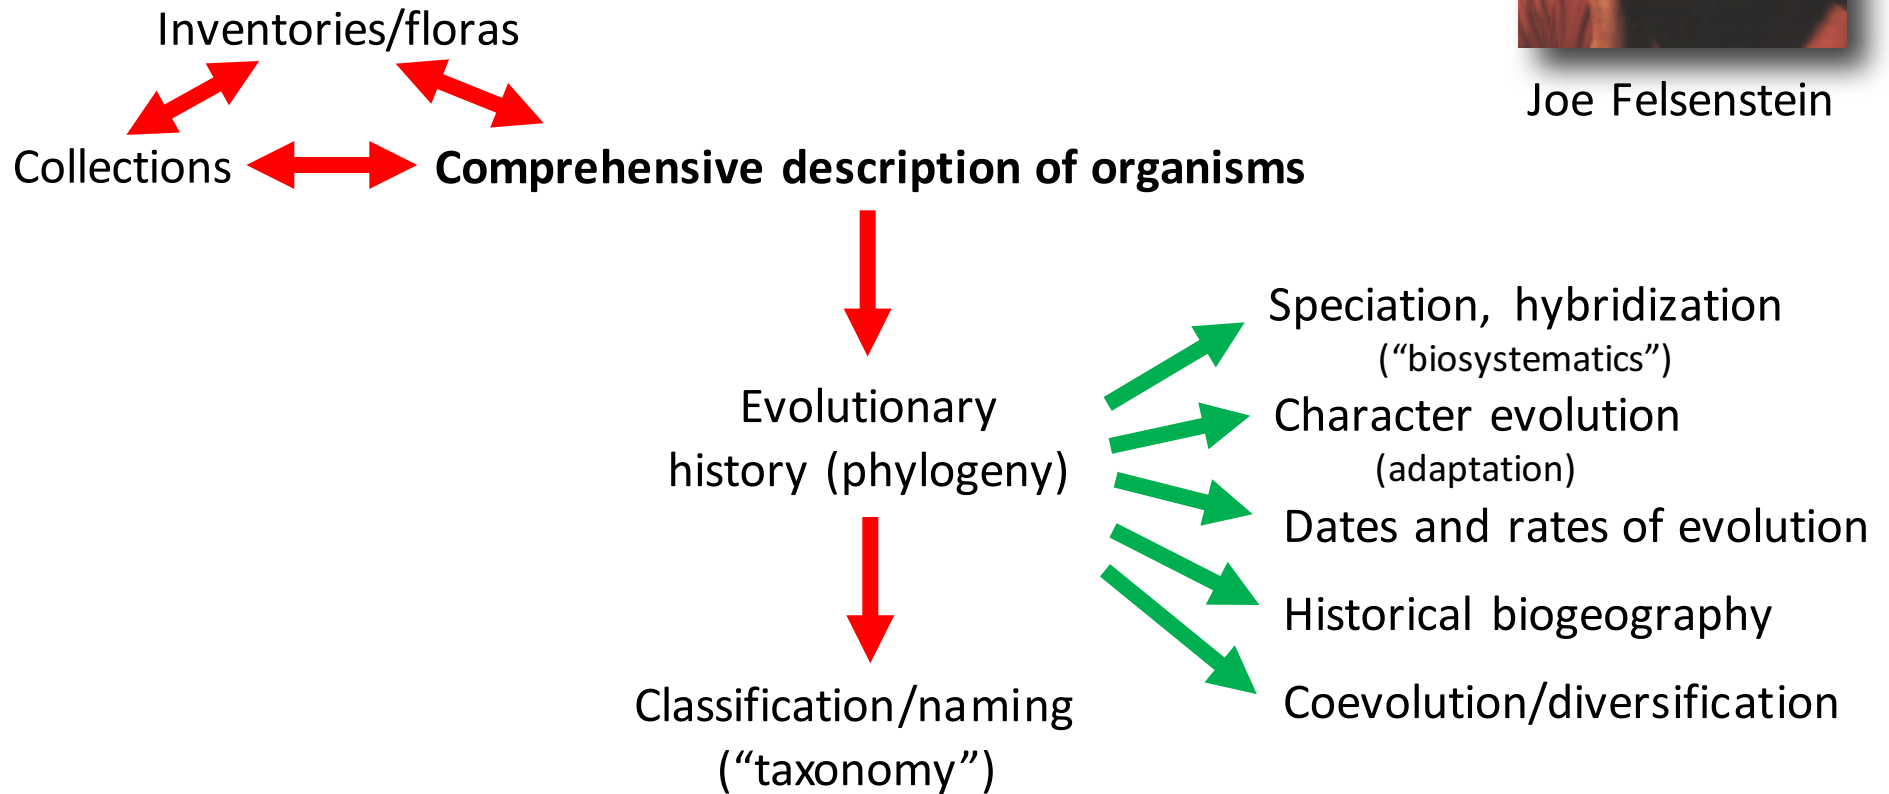 Inventories/floras
Joe Felsenstein
Collections
Comprehensive description of organisms
Speciation, hybridization
(“biosystematics”)
Evolutionary
history (phylogeny)
Character evolution
(adaptation)
Dates and rates of evolution
Historical biogeography
Coevolution/diversification
Classification/naming
(“taxonomy”)